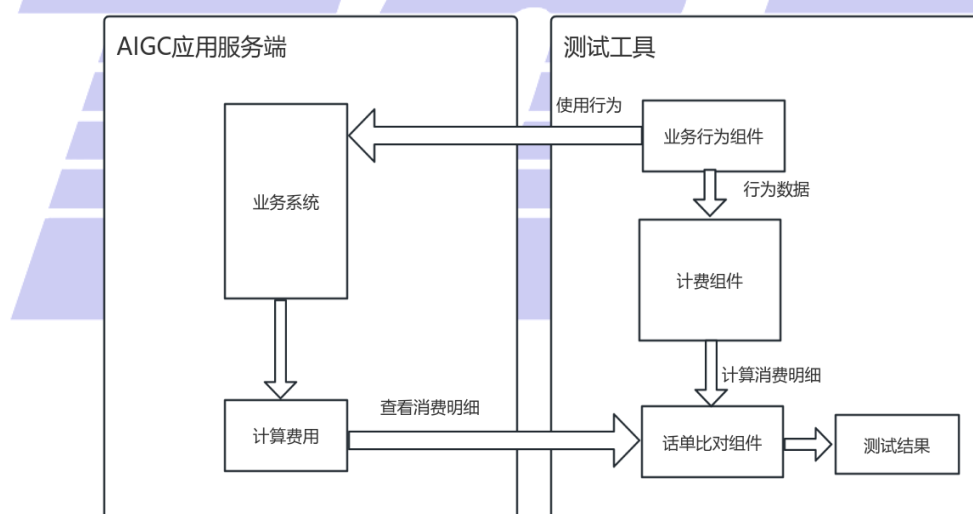 AIGC应用服务端
测试工具
使用行为
业务行为组件
行为数据
业务系统
计费组件
计算消费明细
查看消费明细
计算费用
话单比对组件
测试结果